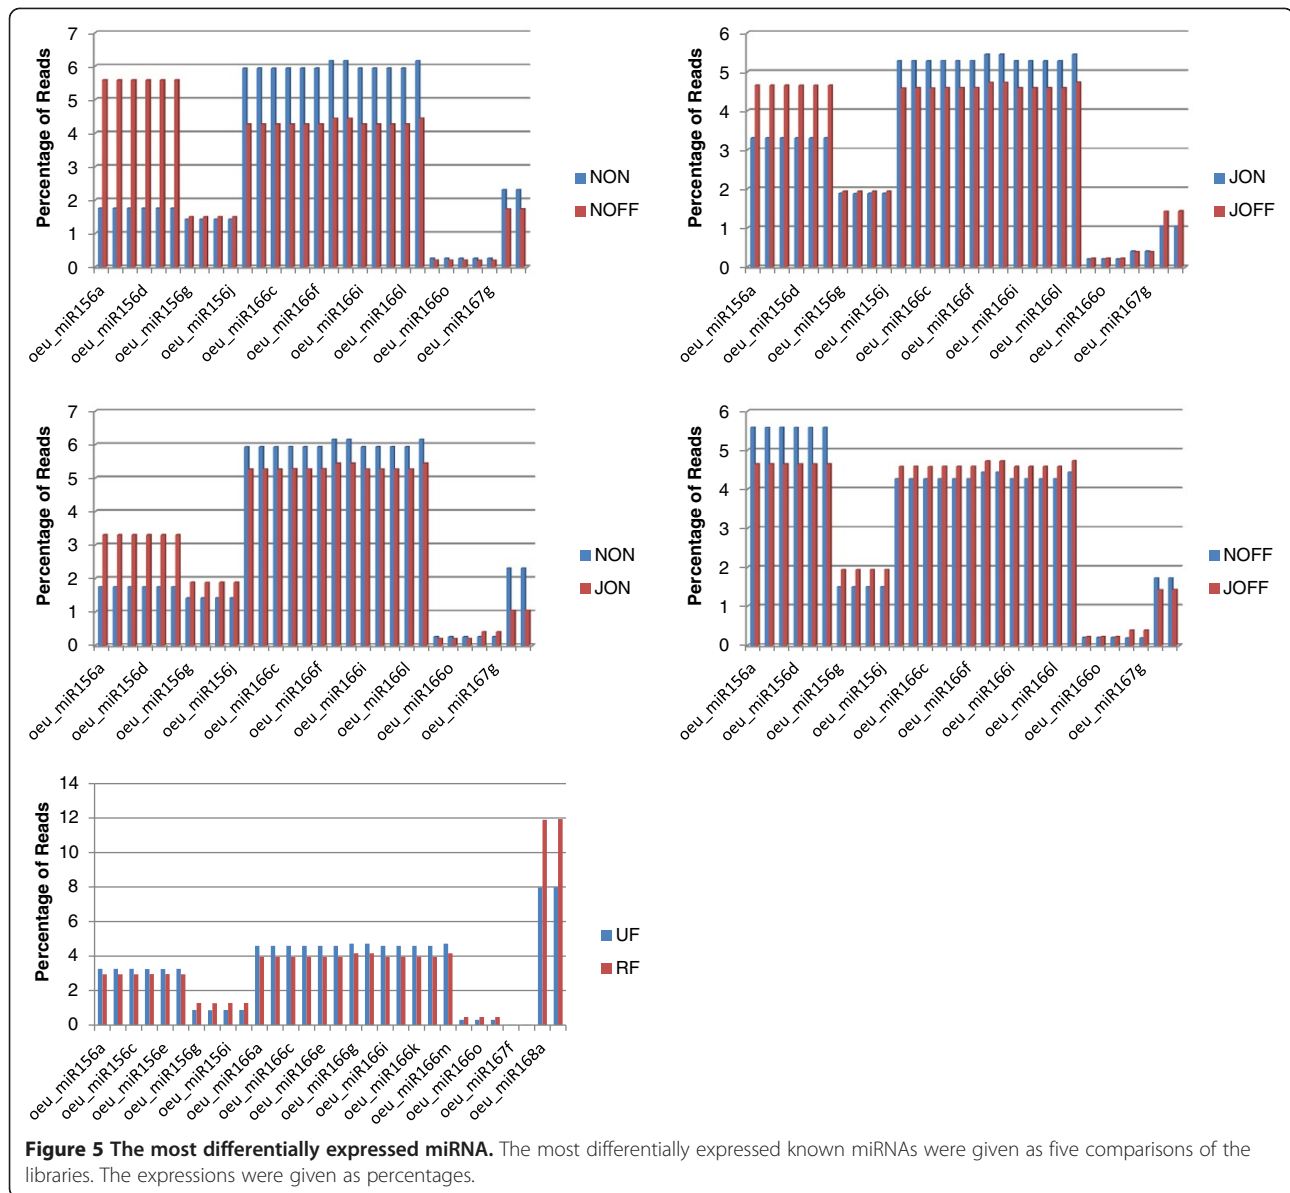 Percentage of Reads
7
6
5
4
3
2
1
0
oeu_miR156a
oeu_miR156d
oeu_miR156g
oeu_miR156j
oeu_miR166c
oeu_miR166f
oeu_miR166i
oeu_miR166l
oeu_miR166o
oeu_miR167g
NON
NOFF
Percentage of Reads
6
5
4
3
2
1
0
oeu_miR156a
oeu_miR156d
oeu_miR156g
oeu_miR156j
oeu_miR166c
oeu_miR166f
oeu_miR166i
oeu_miR166l
oeu_miR166o
oeu_miR167g
JON
JOFF
Percentage of Reads
7
6
5
4
3
2
1
0
oeu_miR156a
oeu_miR156d
oeu_miR156g
oeu_miR156j
oeu_miR166c
oeu_miR166f
oeu_miR166i
oeu_miR166l
oeu_miR166o
oeu_miR167g
NON
JON
Percentage of Reads
6
5
4
3
2
1
0
oeu_miR156a
oeu_miR156d
oeu_miR156g
oeu_miR156j
oeu_miR166c
oeu_miR166f
oeu_miR166i
oeu_miR166l
oeu_miR166o
oeu_miR167g
NOFF
JOFF
Percentage of Reads
14
12
10
8
6
4
2
0
oeu_miR156a
oeu_miR156c
oeu_miR156e
oeu_miR156g
oeu_miR156i
oeu_miR166a
oeu_miR166c
oeu_miR166e
oeu_miR166g
oeu_miR166i
oeu_miR166k
oeu_miR166m
oeu_miR166o
oeu_miR167f
oeu_miR168a
UF
RF
Figure 5 The most differentially expressed miRNA. The most differentially expressed known miRNAs were given as five comparisons of the
libraries. The expressions were given as percentages.